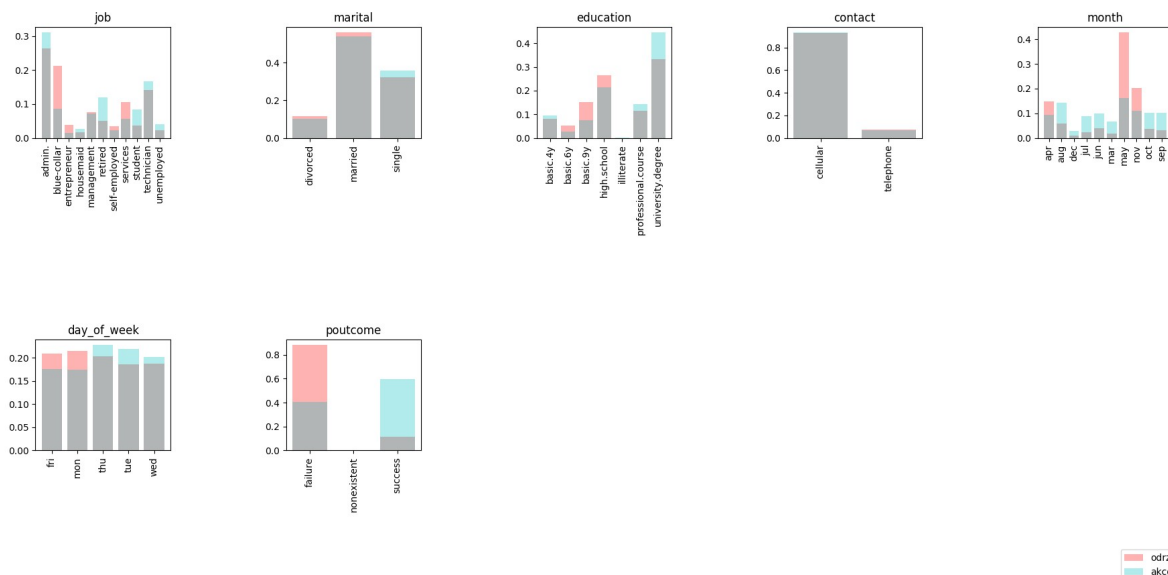 job
0.3
0.2
0.1
0.0
admin.
blue-collar
entrepreneur
housemaid
management
retired
self-employed
services
student
technician
unemployed
marital
0.4
0.2
0.0
divorced
married
single
education
0.4
0.3
0.2
0.1
0.0
basic.4y
basic.6y
basic.9y
high.school
illiterate
professional.course
university.degree
contact
0.8
0.6
0.4
0.2
0.0
cellular
telephone
month
0.4
0.3
0.2
0.1
0.0
apr
aug
dec
jul
jun
mar
may
nov
oct
sep
day_of_week
0.20
0.15
0.10
0.05
0.00
fri
mon
thu
tue
wed
poutcome
0.8
0.6
0.4
0.2
0.0
failure
nonexistent
success